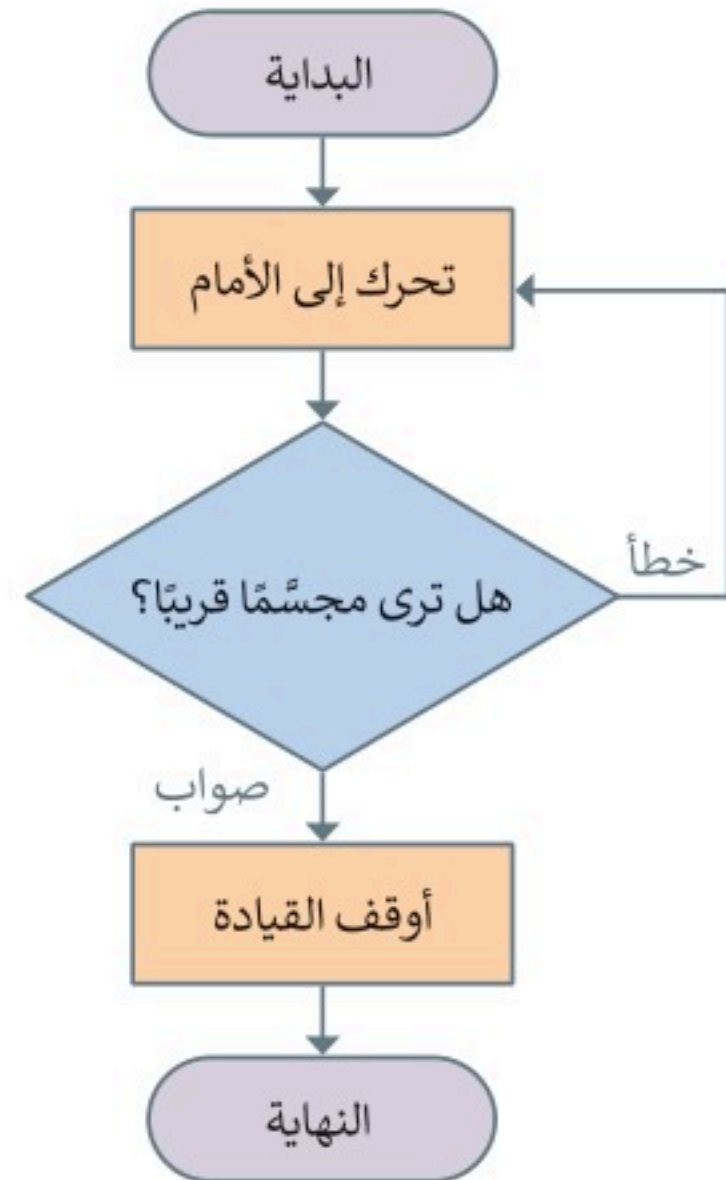 البداية
تحرك إلى الأمام
هل ترى مجسَّمًا قريبًا؟
خطأ
صواب
أوقف القيادة
النهاية